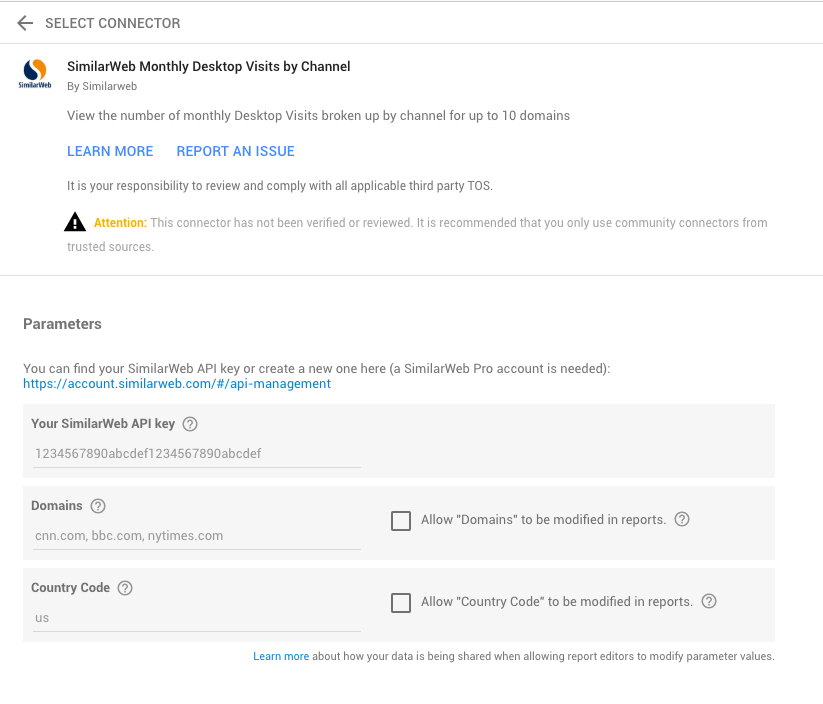 SELECT CONNECTOR
SimilarWeb
SimilarWeb Monthly Desktop Visits by Channel
By Similarweb
View the number of monthly Desktop Visits broken up by channel for up to 10 domains
LEARN MORE REPORT AN ISSUE
It is your responsibility to review and comply with all applicable third party TOS.
Attention: This connector has not been verified or reviewed. It is recommended that you only use community connectors from
trusted sources.
Parameters
You can find your SimilarWeb API key or create a new one here (a SimilarWeb Pro account is needed):
https://account.similarweb.com/#/api-management
Your SimilarWeb API key ?
1234567890abcdef1234567890abcdef
Domains ?
Allow "Domains" to be modified in reports. ?
cnn.com, bbc.com, nytimes.com
Country Code ?
Allow "Country Code" to be modified in reports. ?
us
Learn more about how your data is being shared when allowing report editors to modify parameter values.